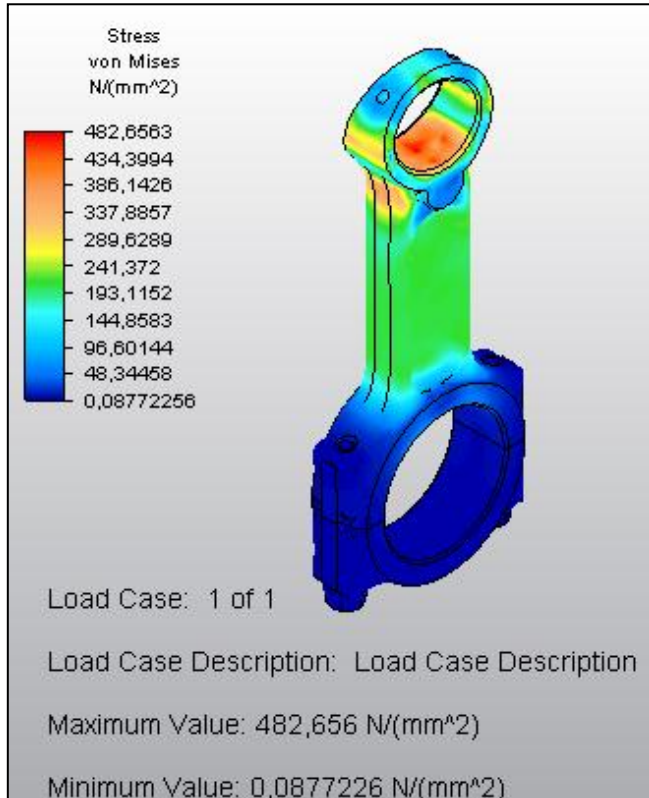 Stress
von Mises
N/(mm^2)
482,6563
434,3994
386,1426
337,8857
289,6289
241,372
193,1152
144,8583
96,60144
48,34458
0,08772256
Load Case: 1 of 1
Load Case Description: Load Case Description
Maximum Value: 482,656 N/(mm^2)
Minimum Value: 0,0877226 N/(mm^2)